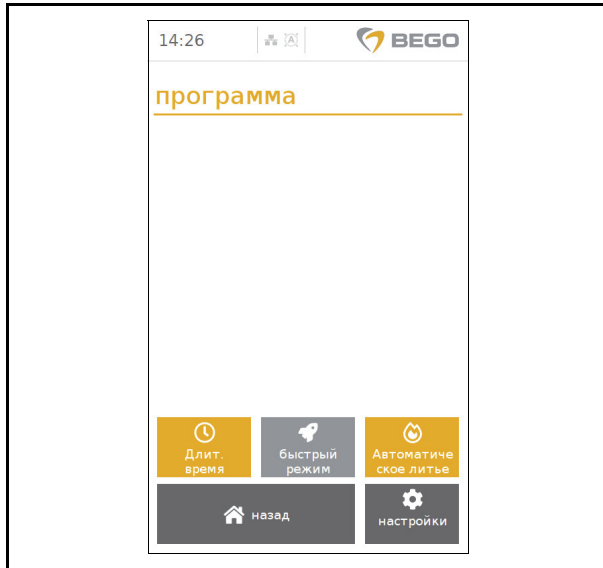 14:26
BEGO
программа
Длит.
время
быстрый
режим
Автоматиче
ское литье
назад
настройки